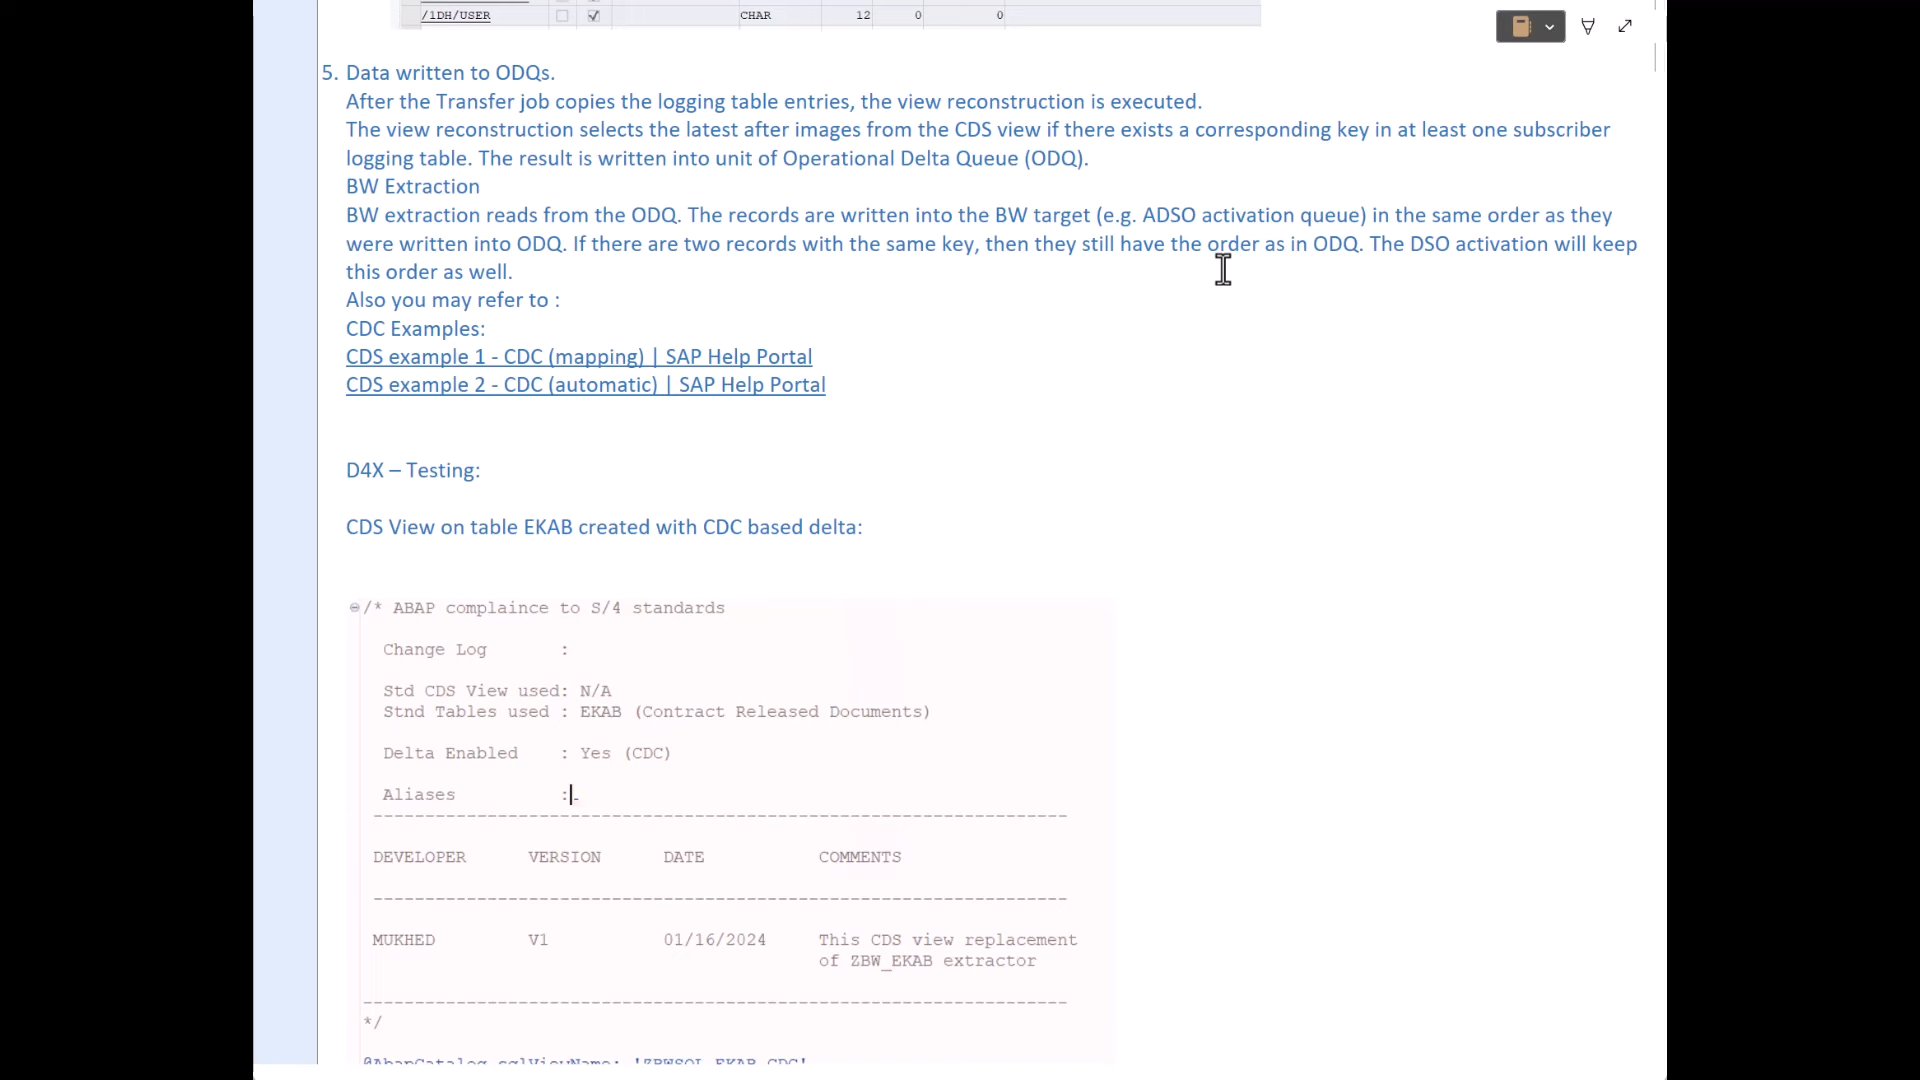 /1DH/USER CHAR 12 0 0
5. Data written to ODQs.
After the Transfer job copies the logging table entries, the view reconstruction is executed.
The view reconstruction selects the latest after images from the CDS view if there exists a corresponding key in at least one subscriber
logging table. The result is written into unit of Operational Delta Queue (ODQ).
BW Extraction
BW extraction reads from the ODQ. The records are written into the BW target (e.g. ADSO activation queue) in the same order as they
were written into ODQ. If there are two records with the same key, then they still have the order as in ODQ. The DSO activation will keep
this order as well.
Also you may refer to :
CDC Examples:
CDS example 1 - CDC (mapping) | SAP Help Portal
CDS example 2 - CDC (automatic) | SAP Help Portal
D4X – Testing:
CDS View on table EKAB created with CDC based delta:
/* ABAP complaince to S/4 standards
Change Log :
Std CDS View used: N/A
Stnd Tables used : EKAB (Contract Released Documents)
Delta Enabled : Yes (CDC)
Aliases :-
-------------------------------------------------------------------
DEVELOPER VERSION DATE COMMENTS
-------------------------------------------------------------------
MUKHED V1 01/16/2024 This CDS view replacement
of ZBW_EKAB extractor
--------------------------------------------------------------------
*/
@AbapCatalog.sqlViewName: 'ZBWSQL_EKAB_CDC'